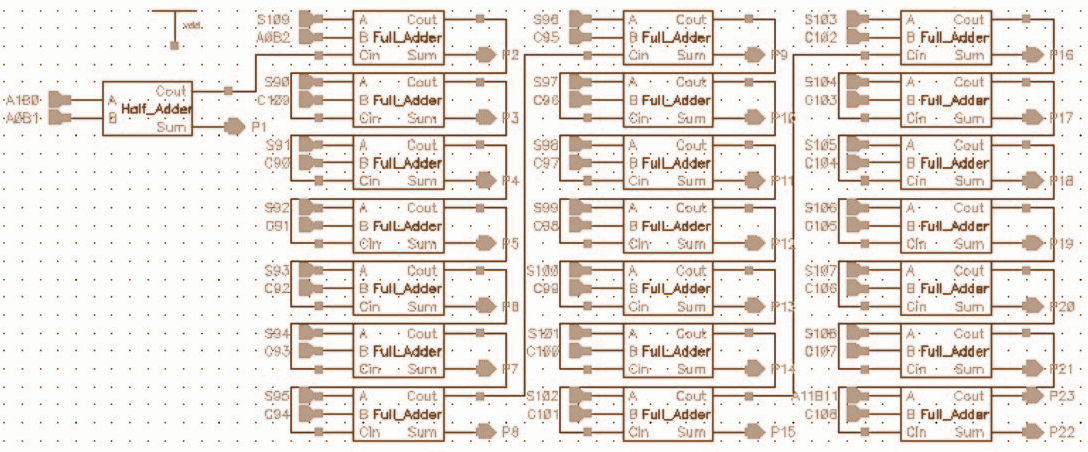 vdd
A1B0 A Cout
Half_Adder
A0B1 B
Sum P1
S109 A Cout
A0B2 B Full_Adder
Cin Sum P2
S90 A Cout
C109 B Full_Adder
Cin Sum P3
S91 A Cout
C90 B Full_Adder
Cin Sum P4
S92 A Cout
C91 B Full_Adder
Cin Sum P5
S93 A Cout
C92 B Full_Adder
Cin Sum P6
S94 A Cout
C93 B Full_Adder
Cin Sum P7
S95 A Cout
C94 B Full_Adder
Cin Sum P8
S96 A Cout
C95 B Full_Adder
Cin Sum P9
S97 A Cout
C96 B Full_Adder
Cin Sum P10
S98 A Cout
C97 B Full_Adder
Cin Sum P11
S99 A Cout
C98 B Full_Adder
Cin Sum P12
S100 A Cout
C99 B Full_Adder
Cin Sum P13
S101 A Cout
C100 B Full_Adder
Cin Sum P14
S102 A Cout
C101 B Full_Adder
Cin Sum P15
S103 A Cout
C102 B Full_Adder
Cin Sum P16
S104 A Cout
C103 B Full_Adder
Cin Sum P17
S105 A Cout
C104 B Full_Adder
Cin Sum P18
S106 A Cout
C105 B Full_Adder
Cin Sum P19
S107 A Cout
C106 B Full_Adder
Cin Sum P20
S108 A Cout
C107 B Full_Adder
Cin Sum P21
A11B11 A Cout P23
C108 B Full_Adder
Cin Sum P22